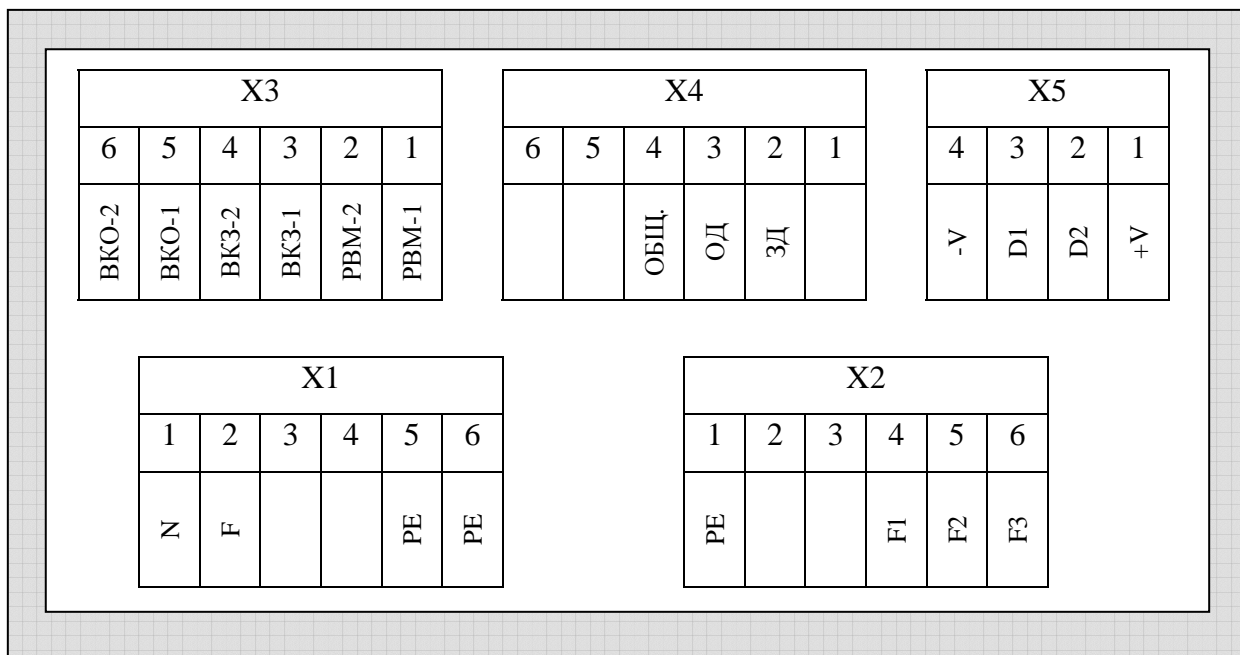 X3
6 5 4 3 2 1
ВКО-2 ВКО-1 ВКЗ-2 ВКЗ-1 РВМ-2 РВМ-1
X4
6 5 4 3 2 1
ОБЩ. ОД ЗД
X5
4 3 2 1
-V D1 D2 +V
X1
1 2 3 4 5 6
N F PE PE
X2
1 2 3 4 5 6
PE F1 F2 F3